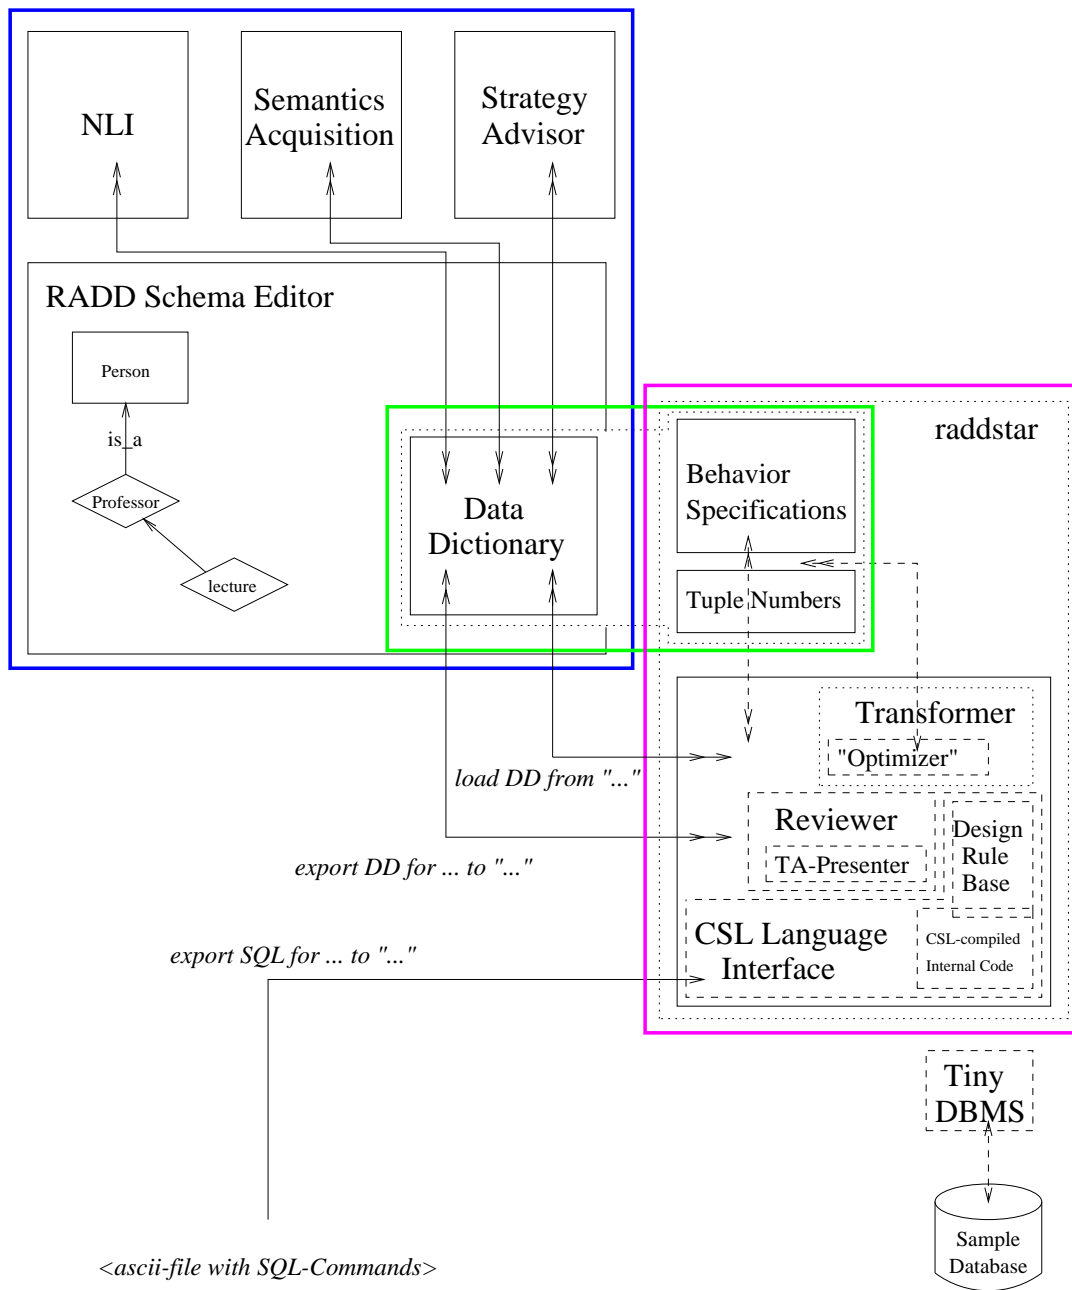 NLI
Semantics
Acquisition
Strategy
Advisor
RADD Schema Editor
Person
is_a
Professor
lecture
Data
Dictionary
raddstar
Behavior
Specifications
Tuple Numbers
Transformer
"Optimizer"
load DD from "..."
Reviewer
TA-Presenter
Design
Rule
Base
export DD for ... to "..."
CSL Language
Interface
CSL-compiled
Internal Code
export SQL for ... to "..."
Tiny
DBMS
Sample
Database
<ascii-file with SQL-Commands>